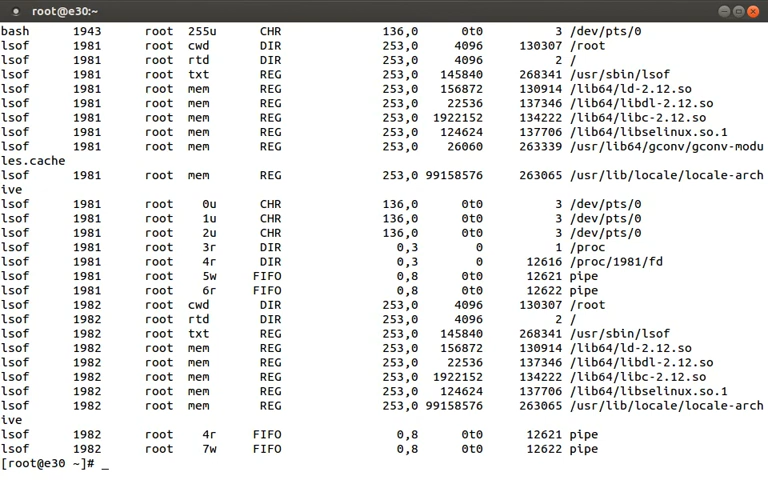 root@e30:~
bash      1943      root  255u      CHR              136,0      0t0          3 /dev/pts/0
lsof      1981      root  cwd       DIR              253,0     4096     130307 /root
lsof      1981      root  rtd       DIR              253,0     4096          2 /
lsof      1981      root  txt       REG              253,0   145840     268341 /usr/sbin/lsof
lsof      1981      root  mem       REG              253,0   156872     130914 /lib64/ld-2.12.so
lsof      1981      root  mem       REG              253,0    22536     137346 /lib64/libdl-2.12.so
lsof      1981      root  mem       REG              253,0  1922152     134222 /lib64/libc-2.12.so
lsof      1981      root  mem       REG              253,0   124624     137706 /lib64/libselinux.so.1
lsof      1981      root  mem       REG              253,0    26060     263339 /usr/lib64/gconv/gconv-modu
les.cache
lsof      1981      root  mem       REG              253,0 99158576     263065 /usr/lib/locale/locale-arch
ive
lsof      1981      root    0u      CHR              136,0      0t0          3 /dev/pts/0
lsof      1981      root    1u      CHR              136,0      0t0          3 /dev/pts/0
lsof      1981      root    2u      CHR              136,0      0t0          3 /dev/pts/0
lsof      1981      root    3r      DIR                0,3        0          1 /proc
lsof      1981      root    4r      DIR                0,3        0      12616 /proc/1981/fd
lsof      1981      root    5w     FIFO                0,8      0t0      12621 pipe
lsof      1981      root    6r     FIFO                0,8      0t0      12622 pipe
lsof      1982      root  cwd       DIR              253,0     4096     130307 /root
lsof      1982      root  rtd       DIR              253,0     4096          2 /
lsof      1982      root  txt       REG              253,0   145840     268341 /usr/sbin/lsof
lsof      1982      root  mem       REG              253,0   156872     130914 /lib64/ld-2.12.so
lsof      1982      root  mem       REG              253,0    22536     137346 /lib64/libdl-2.12.so
lsof      1982      root  mem       REG              253,0  1922152     134222 /lib64/libc-2.12.so
lsof      1982      root  mem       REG              253,0   124624     137706 /lib64/libselinux.so.1
lsof      1982      root  mem       REG              253,0 99158576     263065 /usr/lib/locale/locale-arch
ive
lsof      1982      root    4r     FIFO                0,8      0t0      12621 pipe
lsof      1982      root    7w     FIFO                0,8      0t0      12622 pipe
[root@e30 ~]# _